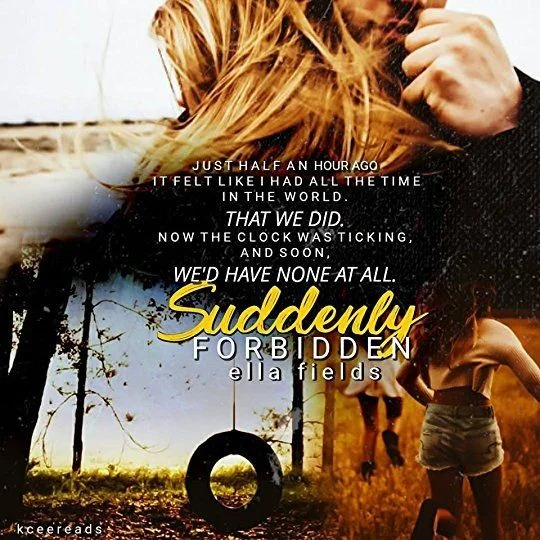 JUST HALF AN HOUR AGO
IT FELT LIKE I HAD ALL THE TIME
IN THE WORLD.
THAT WE DID.
NOW THE CLOCK WAS TICKING,
AND SOON,
WE'D HAVE NONE AT ALL.
Suddenly
FORBIDDEN
ella fields
kceereads